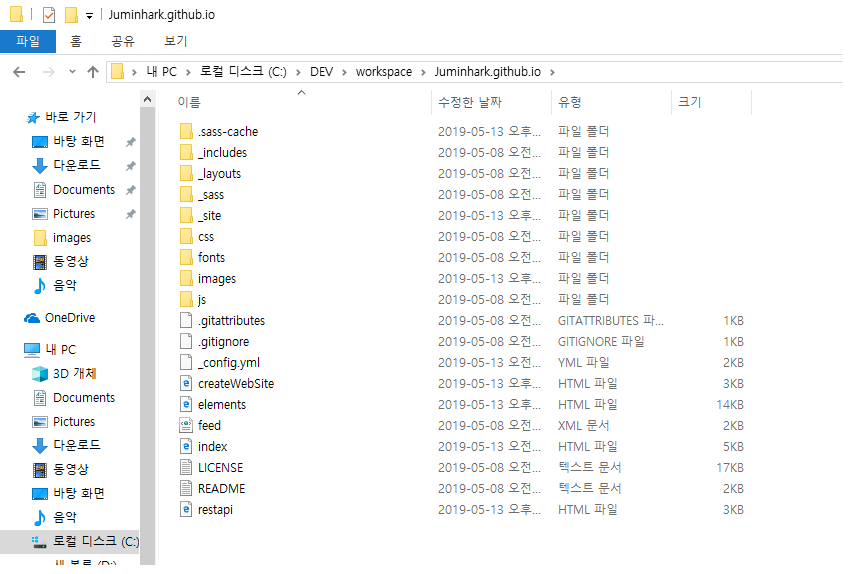 Juminhark.github.io
파일 홈 공유 보기
내 PC 로컬 디스크 (C:) DEV workspace Juminhark.github.io
바로 가기
바탕 화면
다운로드
Documents
Pictures
images
동영상
음악
OneDrive
내 PC
3D 개체
Documents
Pictures
다운로드
동영상
바탕 화면
음악
로컬 디스크 (C:)
새 볼륨 (D:)
이름 수정한 날짜 유형 크기
.sass-cache 2019-05-13 오후... 파일 폴더
_includes 2019-05-08 오전... 파일 폴더
_layouts 2019-05-08 오전... 파일 폴더
_sass 2019-05-08 오전... 파일 폴더
_site 2019-05-13 오후... 파일 폴더
css 2019-05-08 오전... 파일 폴더
fonts 2019-05-08 오전... 파일 폴더
images 2019-05-13 오후... 파일 폴더
js 2019-05-08 오전... 파일 폴더
.gitattributes 2019-05-08 오전... GITATTRIBUTES 파... 1KB
.gitignore 2019-05-08 오전... GITIGNORE 파일 1KB
_config.yml 2019-05-08 오전... YML 파일 2KB
createWebSite 2019-05-13 오후... HTML 파일 3KB
elements 2019-05-13 오후... HTML 파일 14KB
feed 2019-05-08 오전... XML 문서 2KB
index 2019-05-13 오후... HTML 파일 5KB
LICENSE 2019-05-08 오전... 텍스트 문서 17KB
README 2019-05-08 오전... 텍스트 문서 2KB
restapi 2019-05-13 오후... HTML 파일 3KB